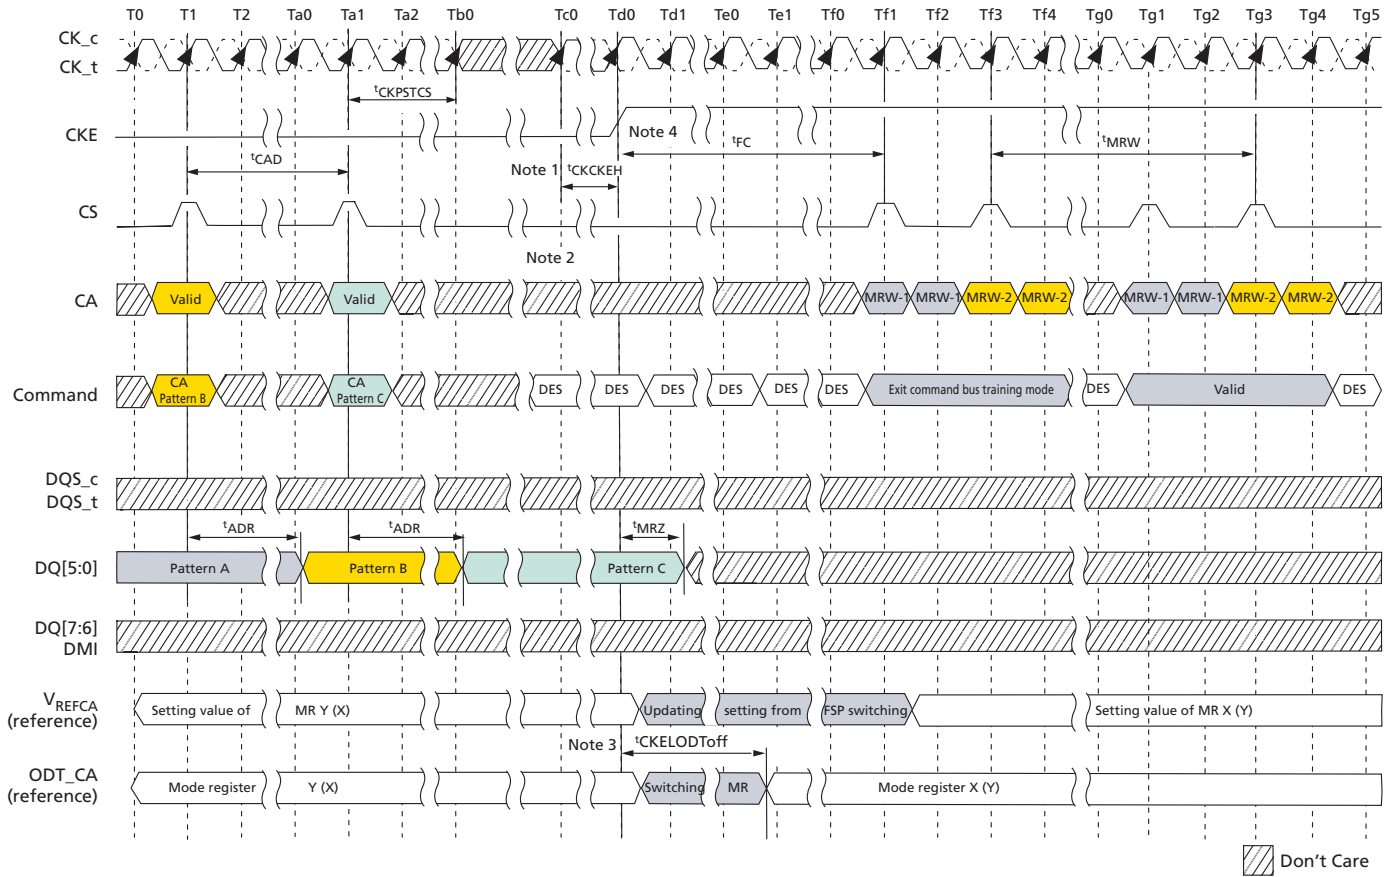 T0 T1 T2 Ta0 Ta1 Ta2 Tb0 Tc0 Td0 Td1 Te0 Te1 Tf0 Tf1 Tf2 Tf3 Tf4 Tg0 Tg1 Tg2 Tg3 Tg4 Tg5
CK_c
CK_t
tCKPSTCS
CKE
Note 4
tFC
tMRW
tCAD
Note 1 tCKCKEH
CS
Note 2
CA
Valid Valid MRW-1 MRW-1 MRW-2 MRW-2 MRW-1 MRW-1 MRW-2 MRW-2
Command
CA
Pattern B
CA
Pattern C
DES DES DES DES DES DES Exit command bus training mode DES Valid DES
DQS_c
DQS_t
tADR tADR tMRZ
DQ[5:0] Pattern A Pattern B Pattern C
DQ[7:6]
DMI
VREFCA
(reference)
Setting value of MR Y (X) Updating setting from FSP switching Setting value of MR X (Y)
Note 3 tCKELODToff
ODT_CA
(reference)
Mode register Y (X) Switching MR Mode register X (Y)
Don't Care